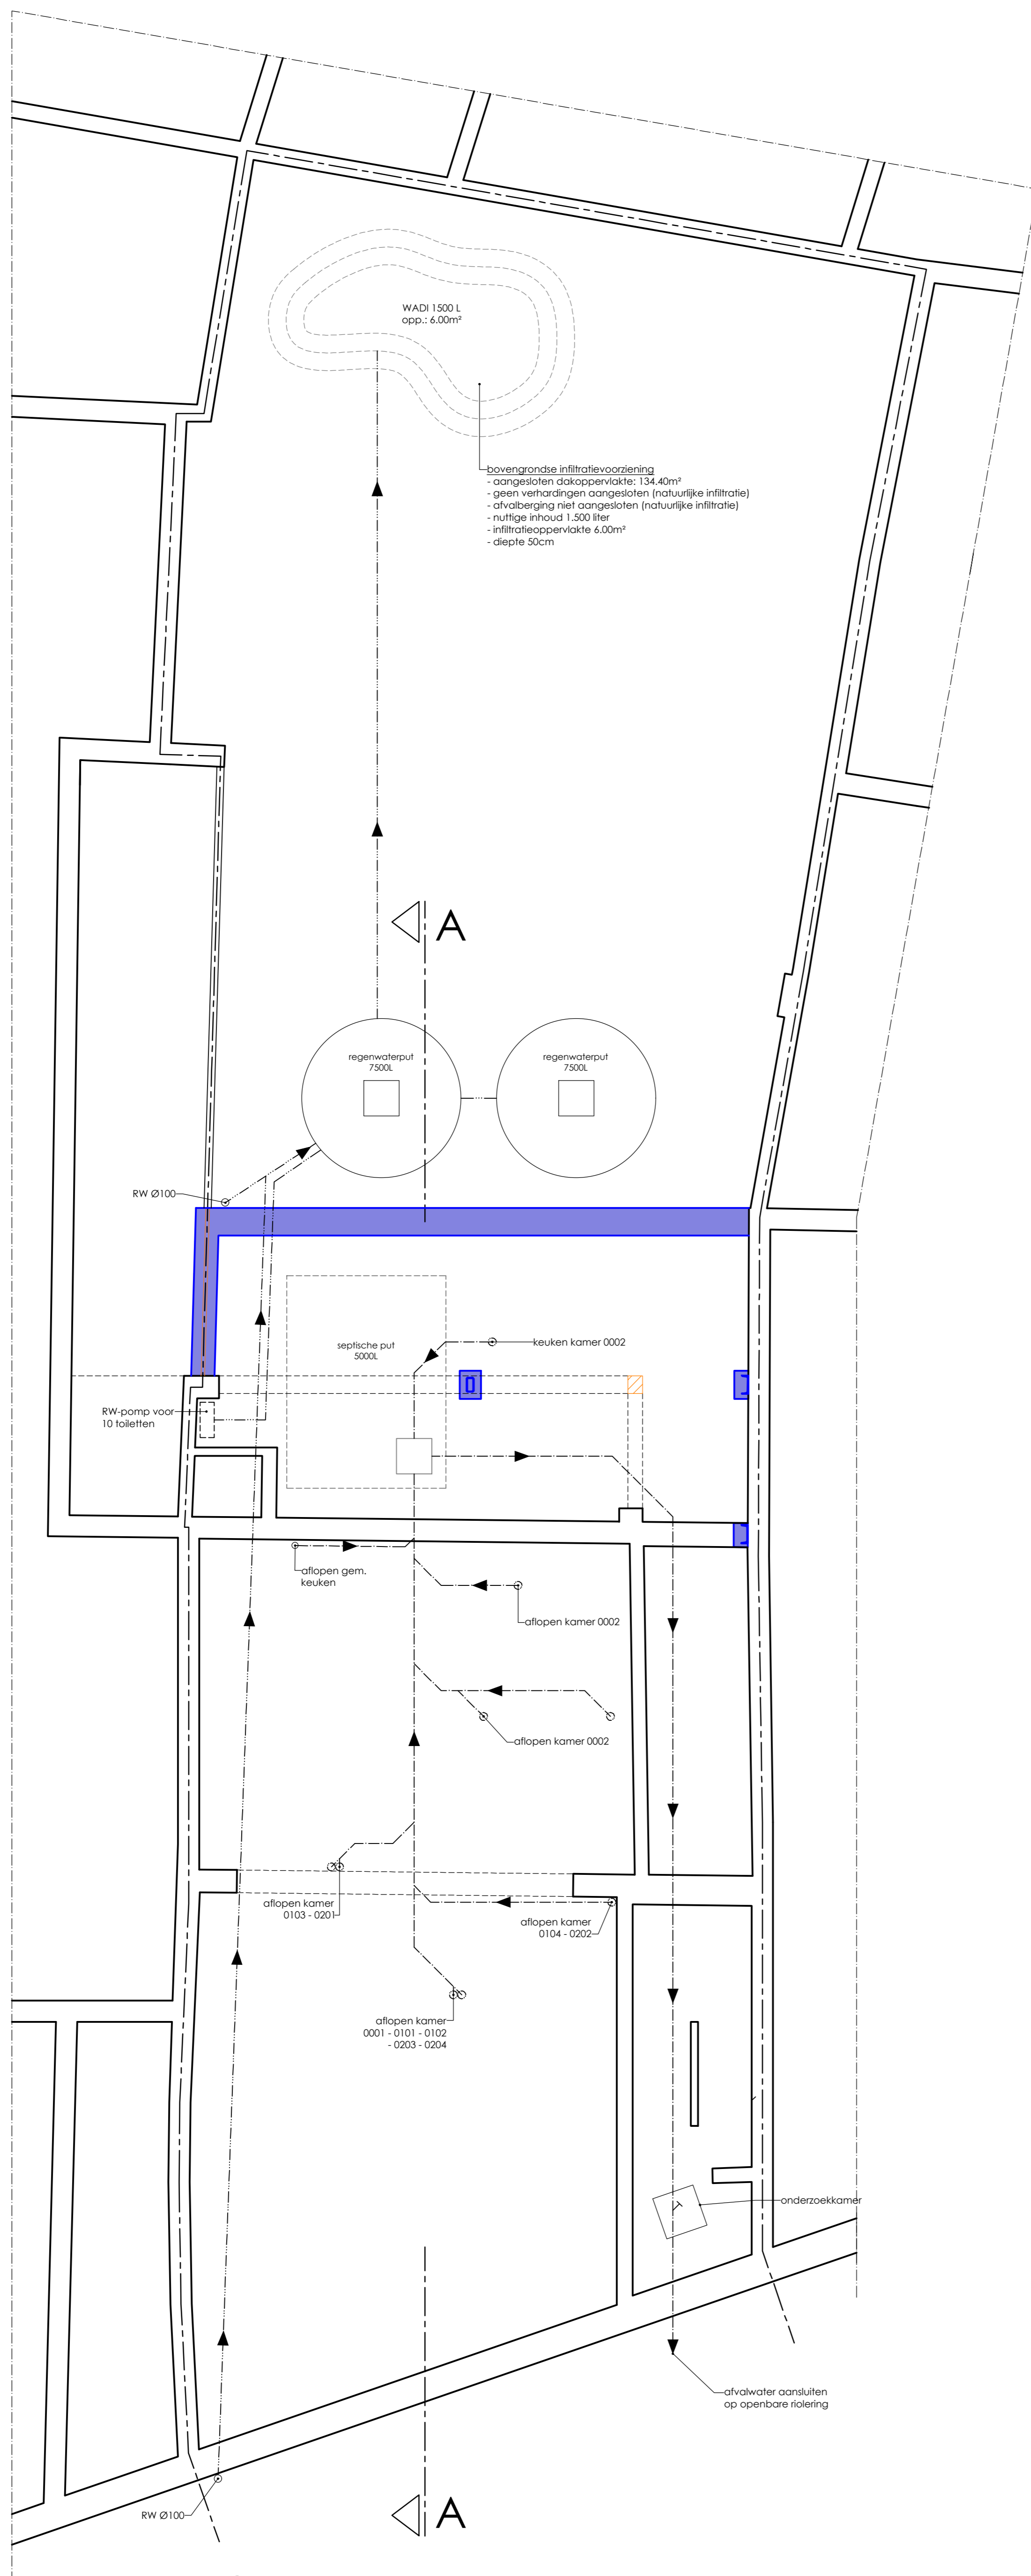 WADI 1500 L
opp.: 6.00m²
bovengrondse infiltratievoorziening
- aangesloten dakoppervlakte: 134.40m²
- geen verhardingen aangesloten (natuurlijke infiltratie)
- afvalberging niet aangesloten (natuurlijke infiltratie)
- nuttige inhoud 1.500 liter
- infiltratieoppervlakte 6.00m²
- diepte 50cm
A
regenwaterput
7500L
regenwaterput
7500L
RW Ø100
septische put
5000L
keuken kamer 0002
RW-pomp voor
10 toiletten
aflopen gem.
keuken
aflopen kamer 0002
aflopen kamer 0002
aflopen kamer
0103 - 0201
aflopen kamer
0104 - 0202
aflopen kamer
0001 - 0101 - 0102
- 0203 - 0204
onderzoekkamer
afvalwater aansluiten
op openbare riolering
RW Ø100
A